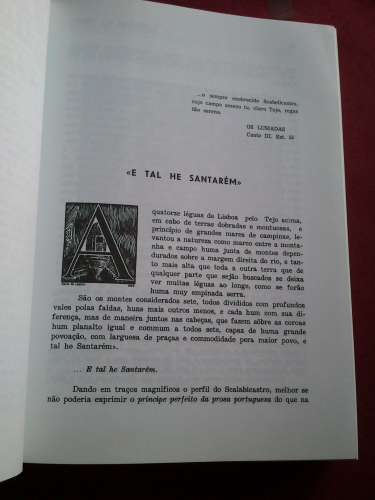 ...o sempre enobrecido Scabelicastro,
cujo campo ameno tu, claro Tejo, regas
tão sereno.
OS LUSIADAS
Canto III, Est. 55
«E TAL HE SANTARÉM»
A quatorze léguas de Lisboa pelo Tejo acima,
em cabo de terras dobradas e montuosas, e
princípio de grandes mares de campinas, le-
vantou a natureza como marco entre a monta-
nha e campo huma junta de montes depen-
durados sobre a margem direita do rio, e tan-
to mais alta que toda a outra terra que de
qualquer parte que sejão buscados se deixa
ver muitas léguas ao longe, como se forão
huma muy empinada serra.
São os montes considerados sete, todos divididos com profundos
vales polas faldas, huns mais outros menos, e cada hum com sua di-
ferença, mas de maneira juntos nas cabeças, que fazem sôbre as coroas
hum planalto igual e commum a todos sete, capaz de huma grande
povoação, com larguesa de praças e commodidade pera maior povo, e
tal he Santarém».
... E tal he Santarém.
Dando em traços magníficos o perfil do Scalabicastro, melhor se
não poderia exprimir o príncipe perfeito da prosa portuguesa do que na